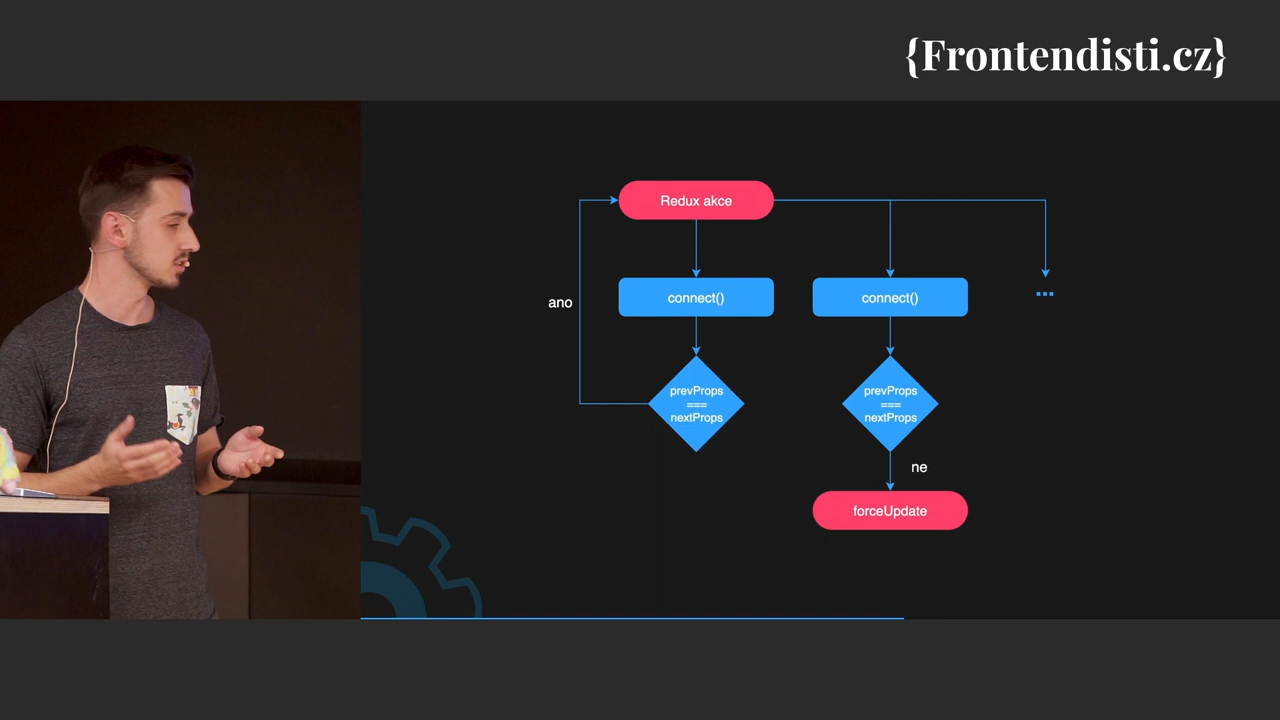 {Frontendisti.cz}
Redux akce
ano
connect()
connect()
...
prevProps
===
nextProps
prevProps
===
nextProps
ne
forceUpdate